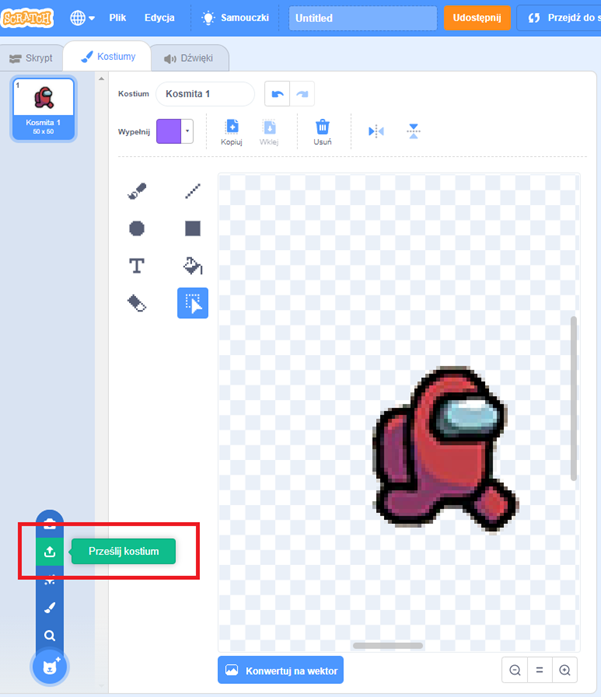 SCRATCH
Plik
Edycja
Samouczki
Untitled
Udostępnij
Przejdź do s
Skrypt
Kostiumy
Dźwięki
1
Kosmita 1
50 x 50
Kostium
Kosmita 1
Wypełnij
Kopiuj
Wklej
Usuń
T
Prześlij kostium
Konwertuj na wektor